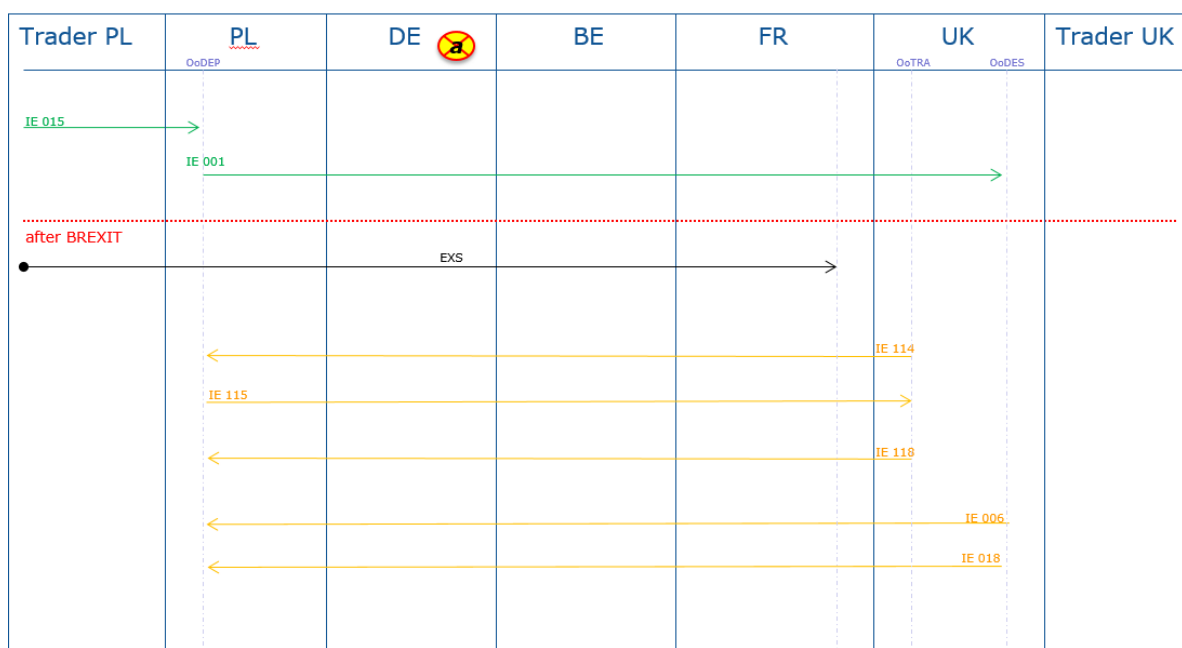 Trader PL PL DE a BE FR UK Trader UK
OoDEP OoTRA OoDES
IE 015
IE 001
after BREXIT
EXS
IE 114
IE 115
IE 118
IE 006
IE 018